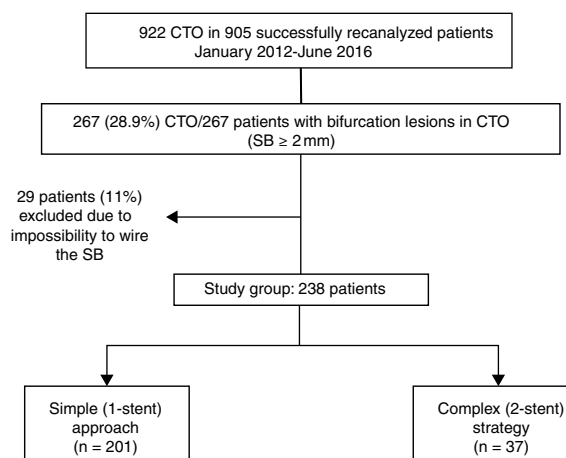 922 CTO in 905 successfully recanalyzed patients
January 2012-June 2016
267 (28.9%) CTO/267 patients with bifurcation lesions in CTO
(SB ≥ 2 mm)
29 patients (11%)
excluded due to
impossibility to wire
the SB
Study group: 238 patients
Simple (1-stent)
approach
(n = 201)
Complex (2-stent)
strategy
(n = 37)